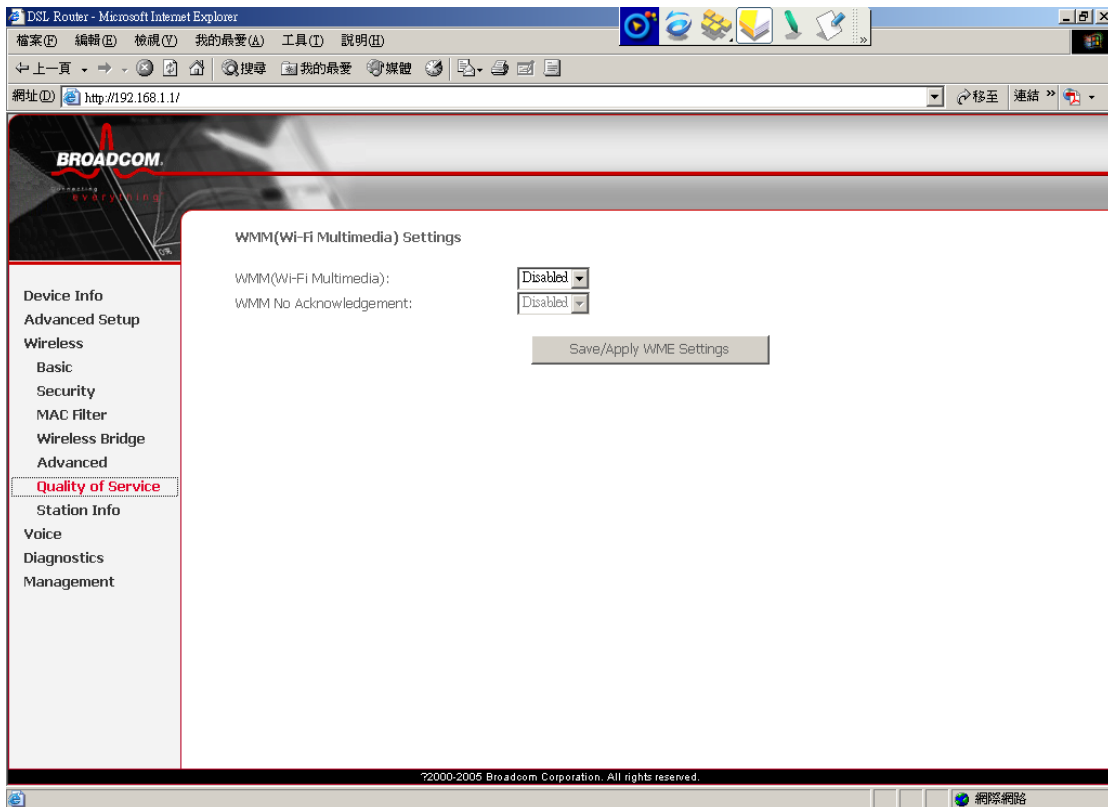 DSL Router - Microsoft Internet Explorer
檔案(F) 編輯(E) 檢視(V) 我的最愛(A) 工具(T) 說明(H)
上一頁 搜尋 我的最愛 媒體
網址(D) http://192.168.1.1/ 移至 連結 »
BROADCOM.
connecting
everything
WMM(Wi-Fi Multimedia) Settings
WMM(Wi-Fi Multimedia): Disabled
WMM No Acknowledgement: Disabled
Save/Apply WME Settings
Device Info
Advanced Setup
Wireless
Basic
Security
MAC Filter
Wireless Bridge
Advanced
Quality of Service
Station Info
Voice
Diagnostics
Management
?2000-2005 Broadcom Corporation. All rights reserved.
網際網路